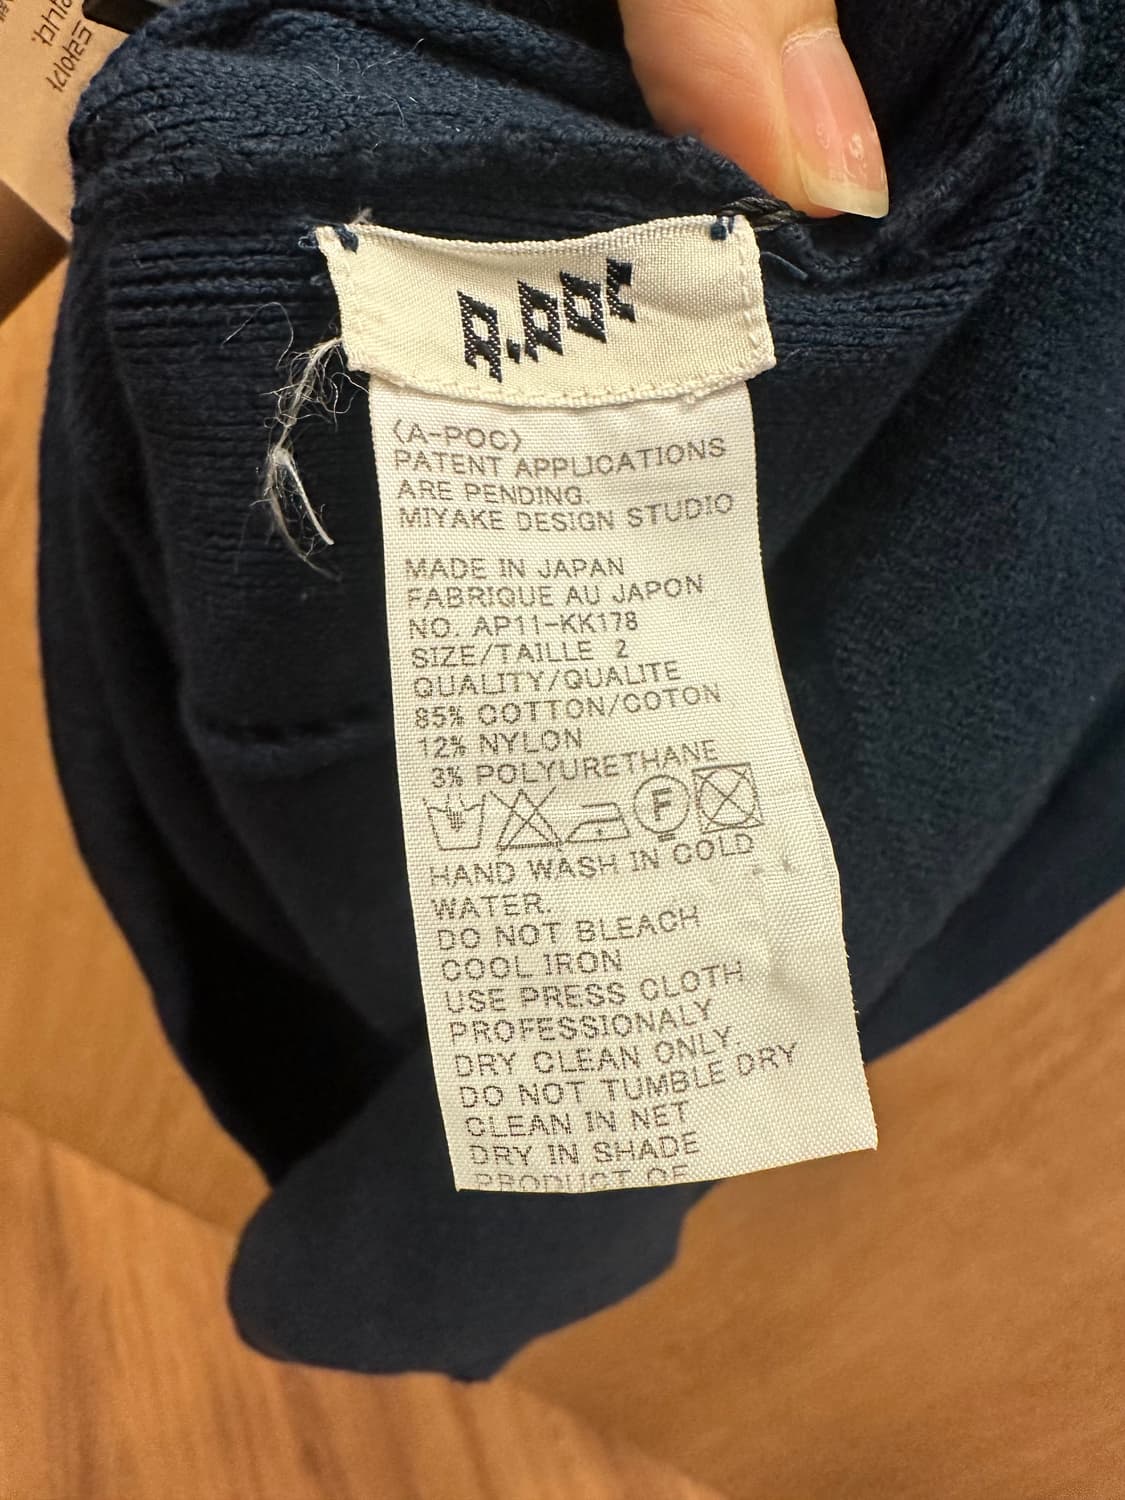 A.POC
(A-POC)
PATENT APPLICATIONS
ARE PENDING.
MIYAKE DESIGN STUDIO
MADE IN JAPAN
FABRIQUE AU JAPON
NO. AP11-KK178
SIZE/TAILLE 2
QUALITY/QUALITE
85% COTTON/COTON
12% NYLON
3% POLYURETHANE
F
HAND WASH IN COLD
WATER.
DO NOT BLEACH
COOL IRON
USE PRESS CLOTH
PROFESSIONALY
DRY CLEAN ONLY.
DO NOT TUMBLE DRY
CLEAN IN NET
DRY IN SHADE
PRODUCT OF